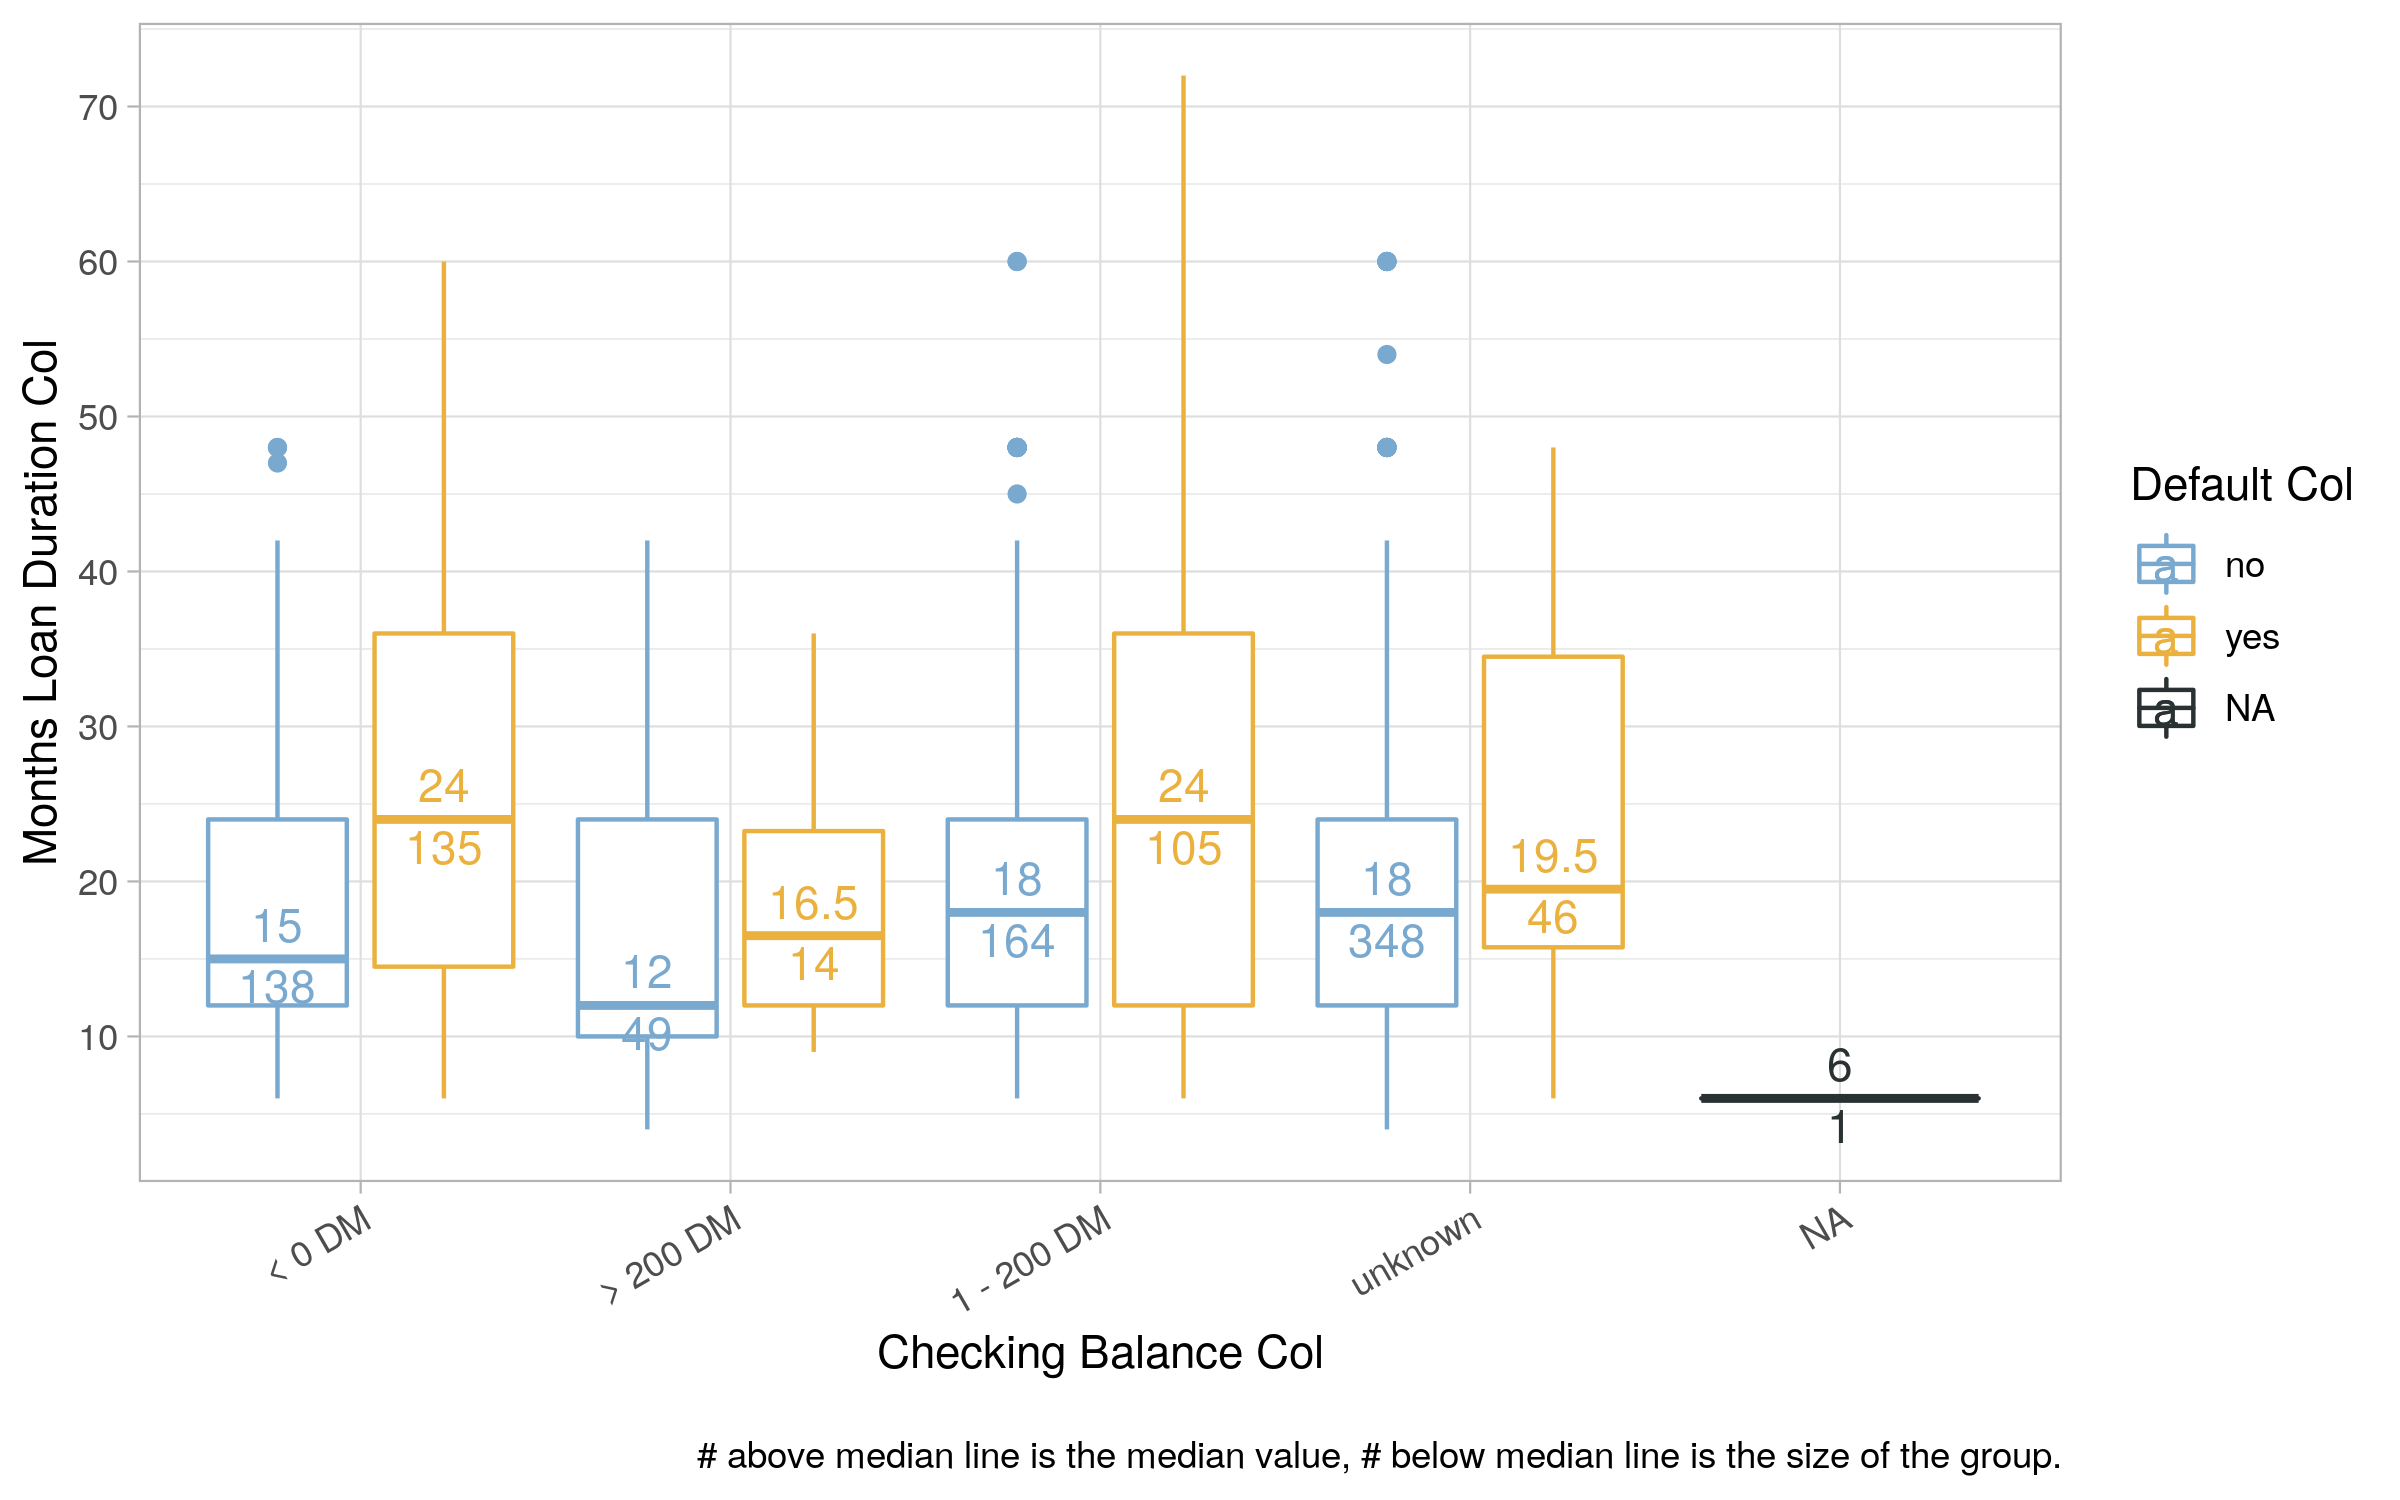 Months Loan Duration Col
70
60
50
40
30
20
10
15
138
24
135
12
49
16.5
14
18
164
24
105
18
348
19.5
46
6
1
< 0 DM
> 200 DM
1 - 200 DM
unknown
NA
Checking Balance Col
Default Col
a no
a yes
a NA
# above median line is the median value, # below median line is the size of the group.